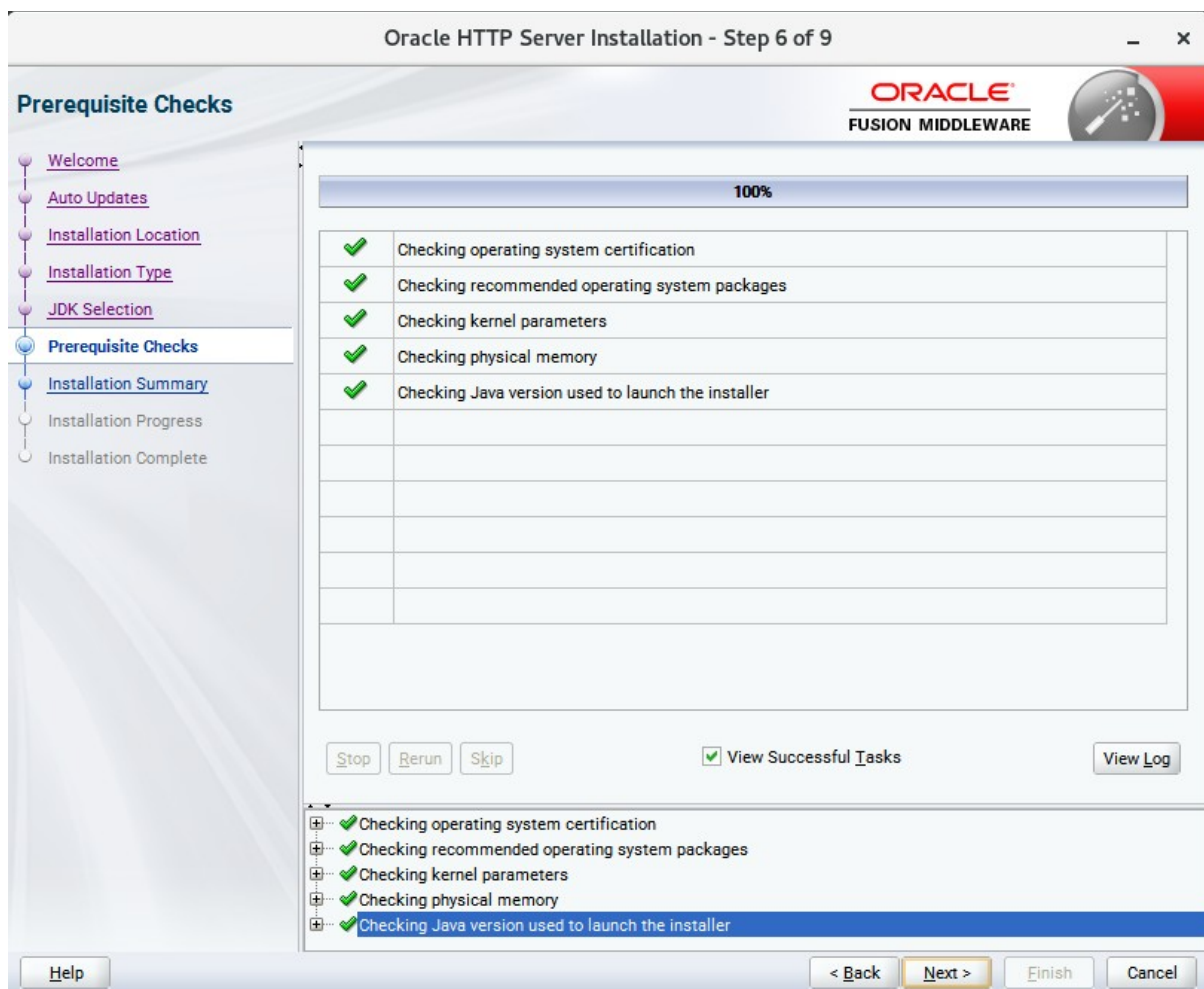 Oracle HTTP Server Installation - Step 6 of 9
Prerequisite Checks
ORACLE
FUSION MIDDLEWARE
Welcome
Auto Updates
Installation Location
Installation Type
JDK Selection
Prerequisite Checks
Installation Summary
Installation Progress
Installation Complete
100%
Checking operating system certification
Checking recommended operating system packages
Checking kernel parameters
Checking physical memory
Checking Java version used to launch the installer
Stop Rerun Skip View Successful Tasks View Log
Checking operating system certification
Checking recommended operating system packages
Checking kernel parameters
Checking physical memory
Checking Java version used to launch the installer
Help < Back Next > Finish Cancel